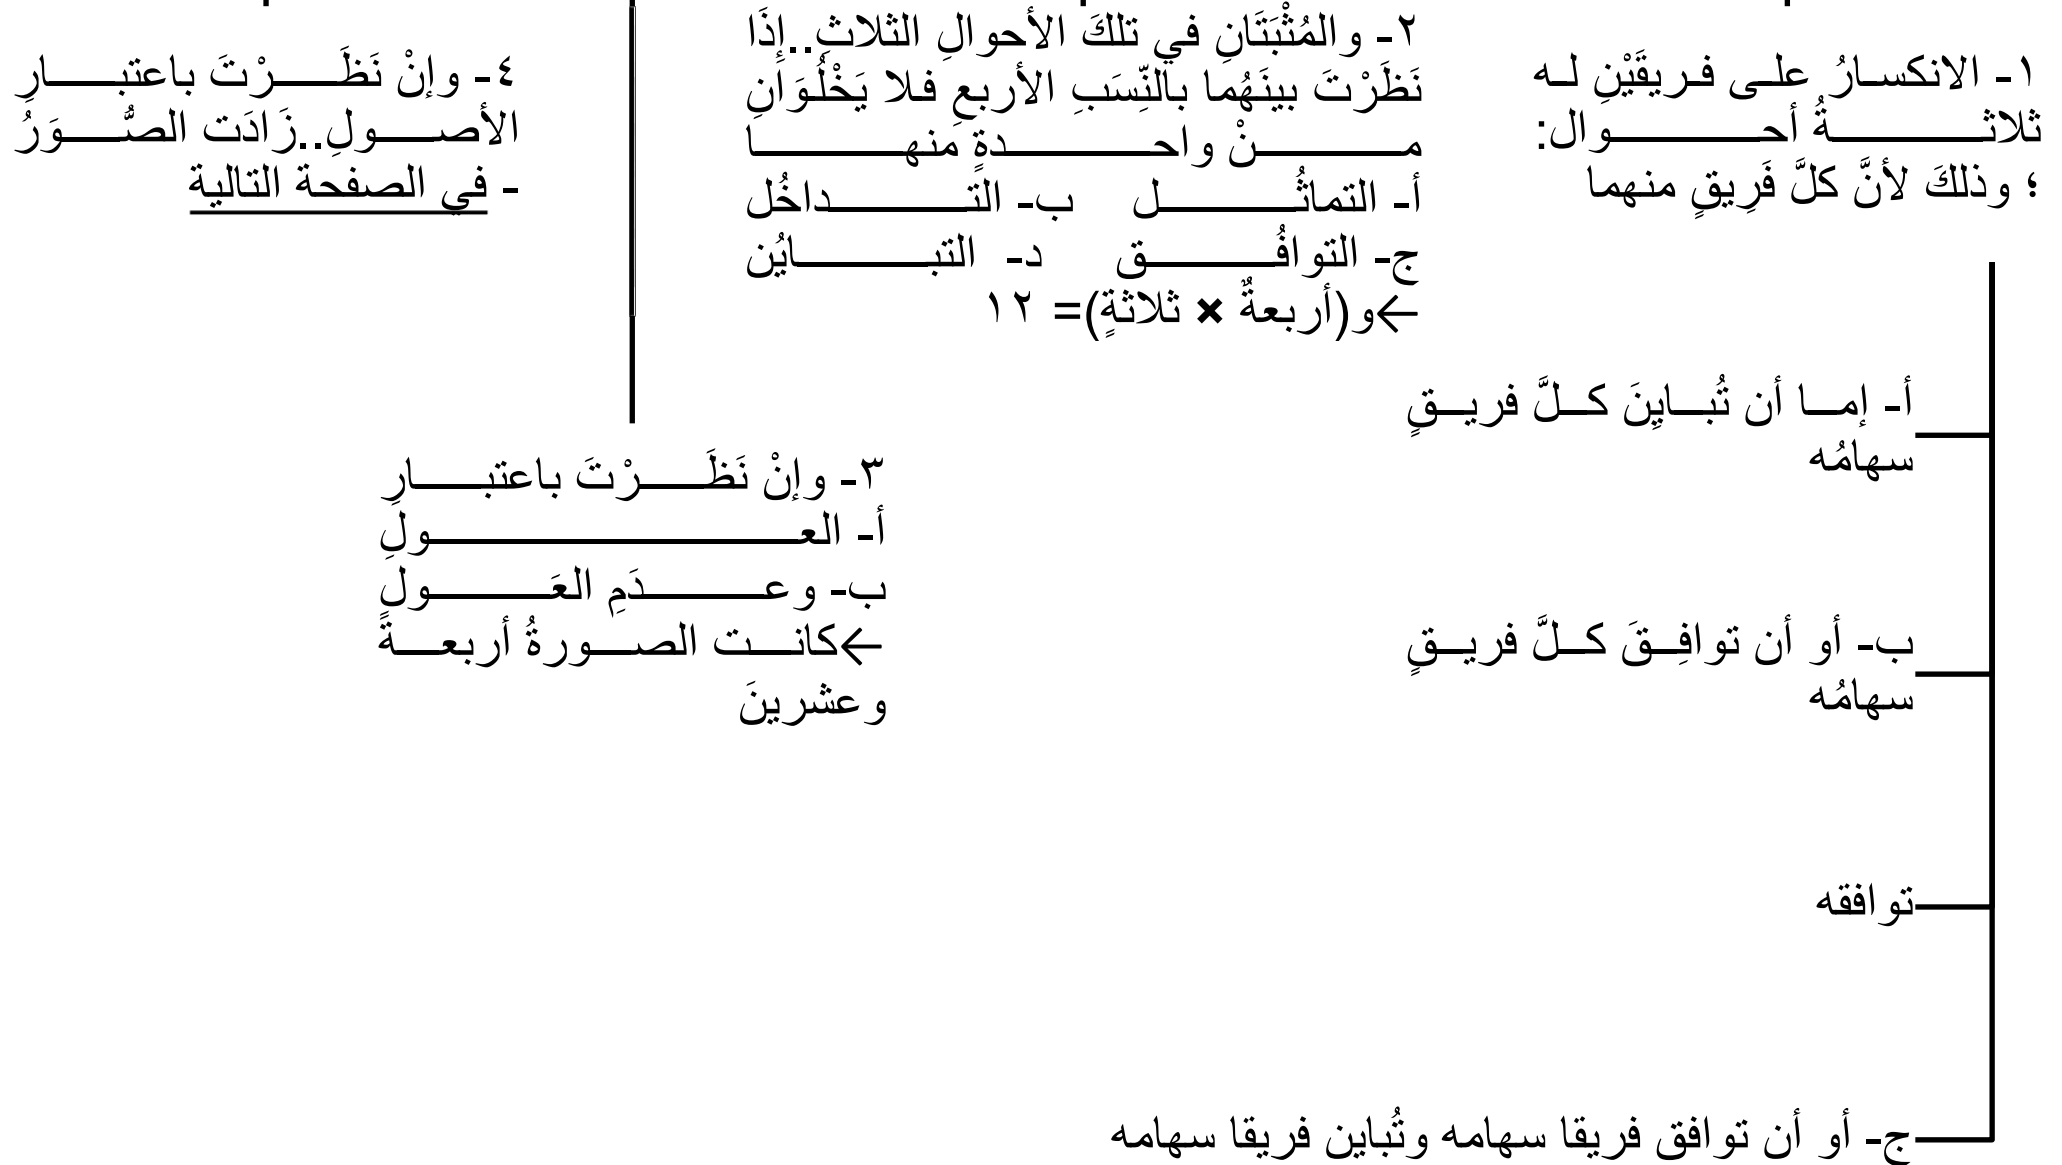 ١- الانكسارُ على فريقَيْنِ له
ثلاثةُ أحوال:
؛ وذلكَ لأنَّ كلَّ فَرِيقٍ منهما
أ- إما أن تُبايِنَ كلَّ فريقٍ
سهامُه
ب- أو أن توافِقَ كلَّ فريقٍ
سهامُه
توافقه
ج- أو أن توافق فريقا سهامه وتُباين فريقا سهامه
٢- والمُثْبَتَانِ في تلكَ الأحوالِ الثلاثِ..إذَا
نَظَرْتَ بينَهُما بالنِّسَبِ الأربعِ فلا يَخْلُوَانِ
منْ واحدةٍ منها
أ- التماثُل ب- التداخُل
ج- التوافُق د- التبايُن
←و(أربعةٌ × ثلاثةٍ)= ١٢
٣- وإنْ نَظَرْتَ باعتبارِ
أ- العولِ
ب- وعدَمِ العَولِ
←كانت الصورةُ أربعةً
وعشرينَ
٤- وإنْ نَظَرْتَ باعتبارِ
الأصولِ..زَادَت الصُّوَرُ
- في الصفحة التالية